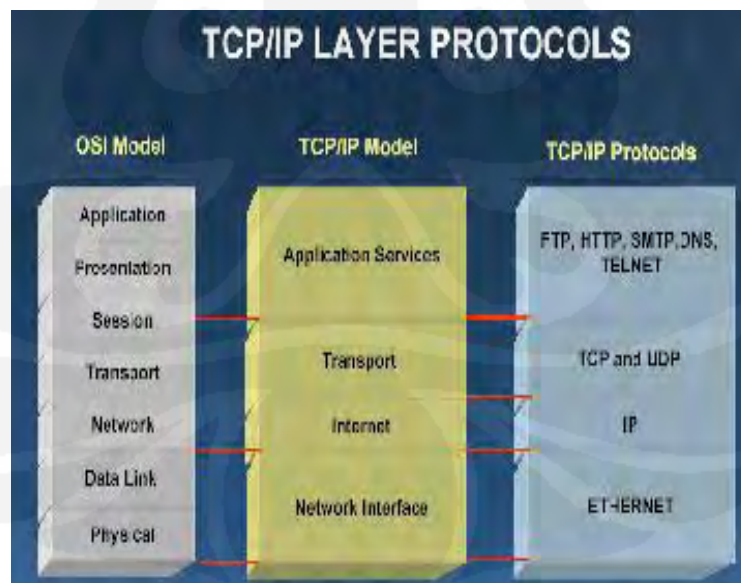 TCP/IP LAYER PROTOCOLS
OSI Model
Application
Presentation
Session
Transport
Network
Data Link
Physical
TCP/IP Model
Application Services
Transport
Internet
Network Interface
TCP/IP Protocols
FTP, HTTP, SMTP,DNS,
TELNET
TCP and UDP
IP
ETHERNET